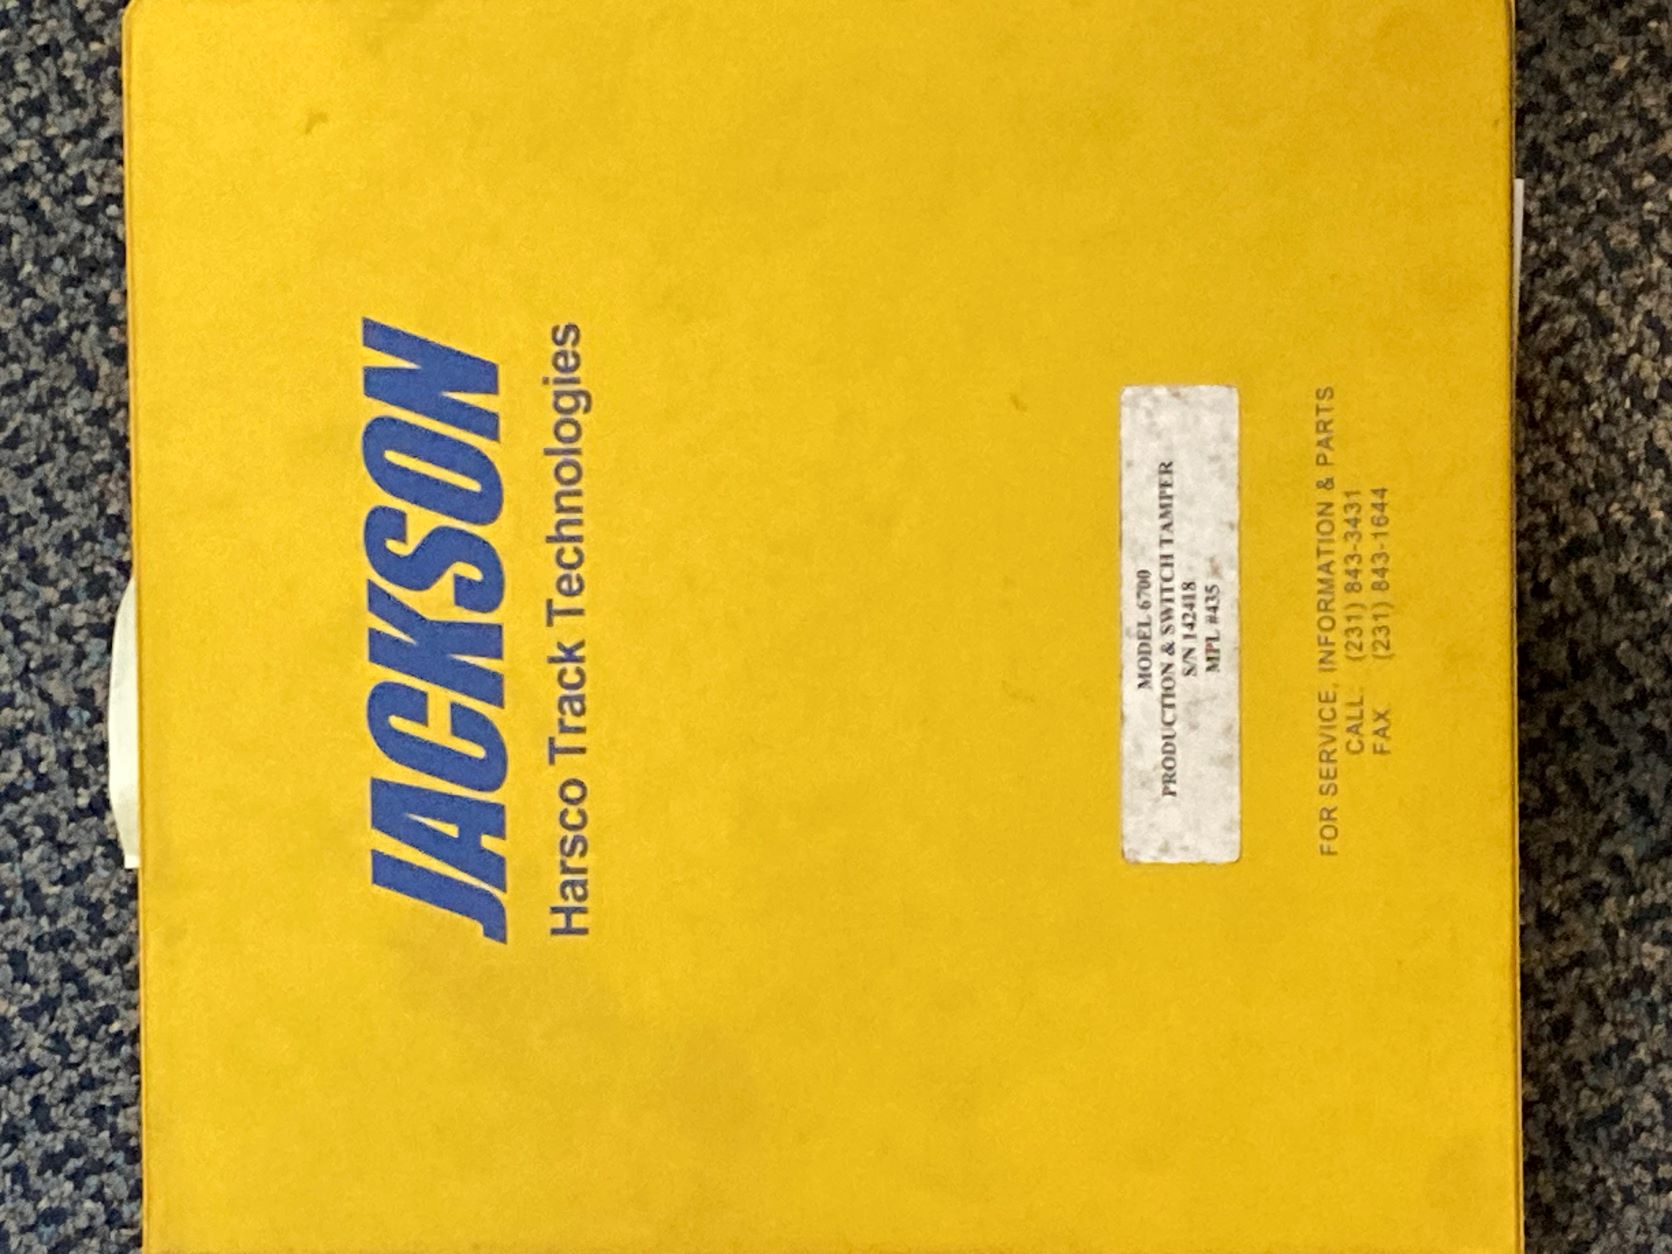 JACKSON
Harsco Track Technologies
MODEL 6700
PRODUCTION & SWITCH TAMPER
S/N 142418
MPL #435
FOR SERVICE, INFORMATION & PARTS
CALL: (231) 843-3431
FAX (231) 843-1644